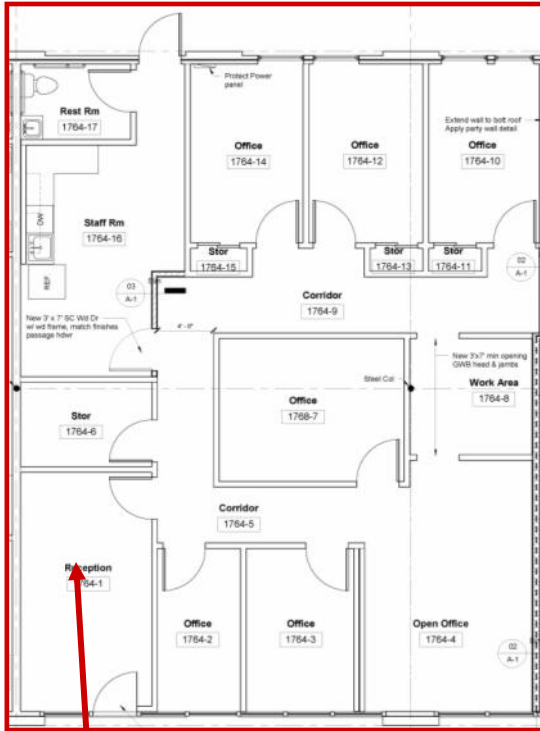 Protect Power
panel
Rest Rm
1764-17
Office
1764-14
Office
1764-12
Extend wall to bott roof
Apply party wall detail
Office
1764-10
DW
Staff Rm
1764-16
REF
Stor
1764-15
Stor
1764-13
Stor
1764-11
02
A-1
03
A-1
Corridor
1764-9
New 3' x 7' SC Wd Dr
w/ wd frame, match finishes
passage hdwr
4'- 0"
New 3'x7' min opening
GWB head & jambs
Steel Col
Work Area
1764-8
Office
1768-7
Stor
1764-6
Corridor
1764-5
Reception
1764-1
Office
1764-2
Office
1764-3
Open Office
1764-4
02
A-1